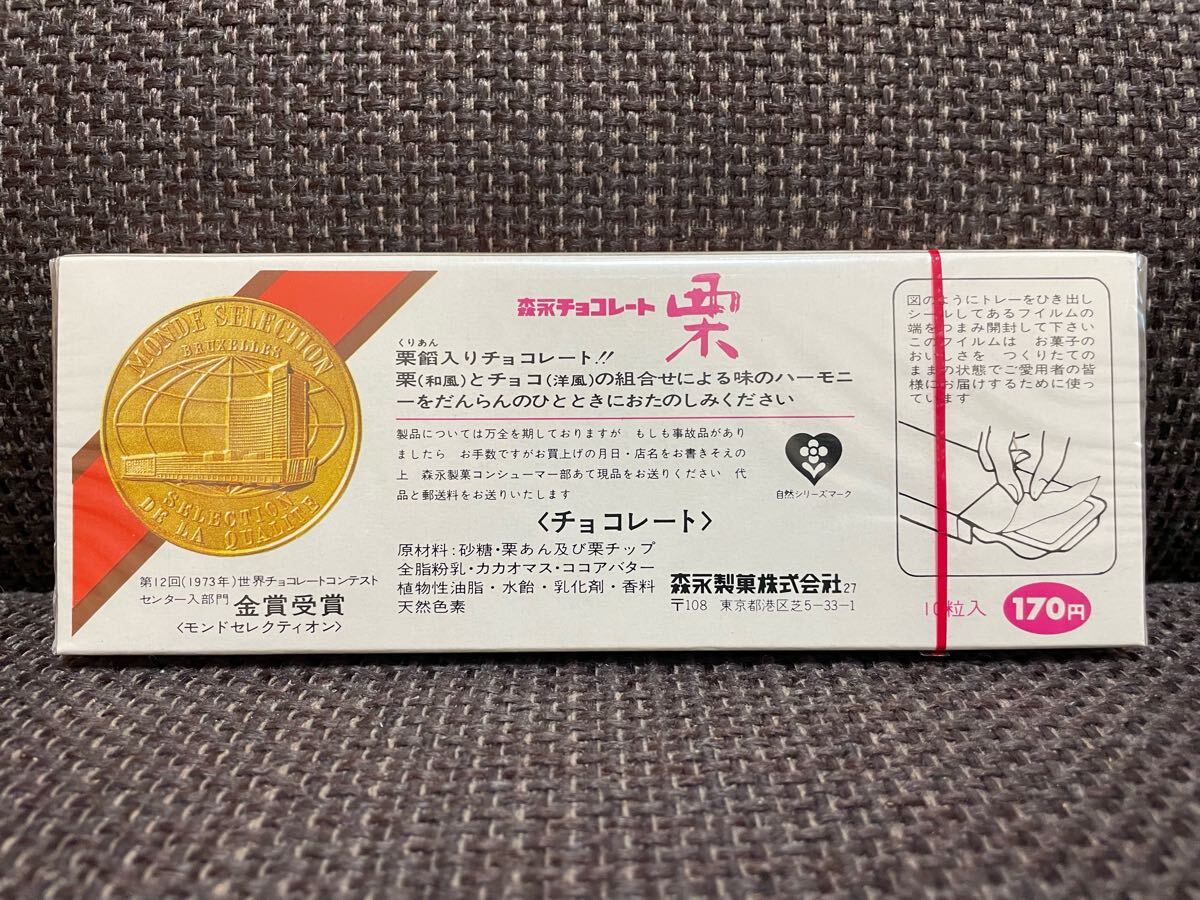 MONDE SELECTION
BRUXELLES
SELECTION
DE LA QUALITE
第12回(1973年)世界チョコレートコンテスト
センター入部門 金賞受賞
〈モンドセレクティオン〉
森永チョコレート 栗
くりあん
栗餡入りチョコレート!!
栗(和風)とチョコ(洋風)の組合せによる味のハーモニ
ーをだんらんのひとときにおたのしみください
製品については万全を期しておりますが もしも事故品があり
ましたら お手数ですがお買上げの月日・店名をお書きそえの
上 森永製菓コンシューマー部あて現品をお送りください 代
品と郵送料をお送りいたします
自然シリーズマーク
〈チョコレート〉
原材料:砂糖・栗あん及び栗チップ
全脂粉乳・カカオマス・ココアバター
植物性油脂・水飴・乳化剤・香料
天然色素
森永製菓株式会社27
〒108 東京都港区芝5-33-1
図のようにトレーをひき出し
シールしてあるフイルムの
端をつまみ開封して下さい
このフイルムは お菓子の
おいしさを つくりたての
ままの状態でご愛用者の皆
様にお届けするために使っ
ています
10粒入 170円